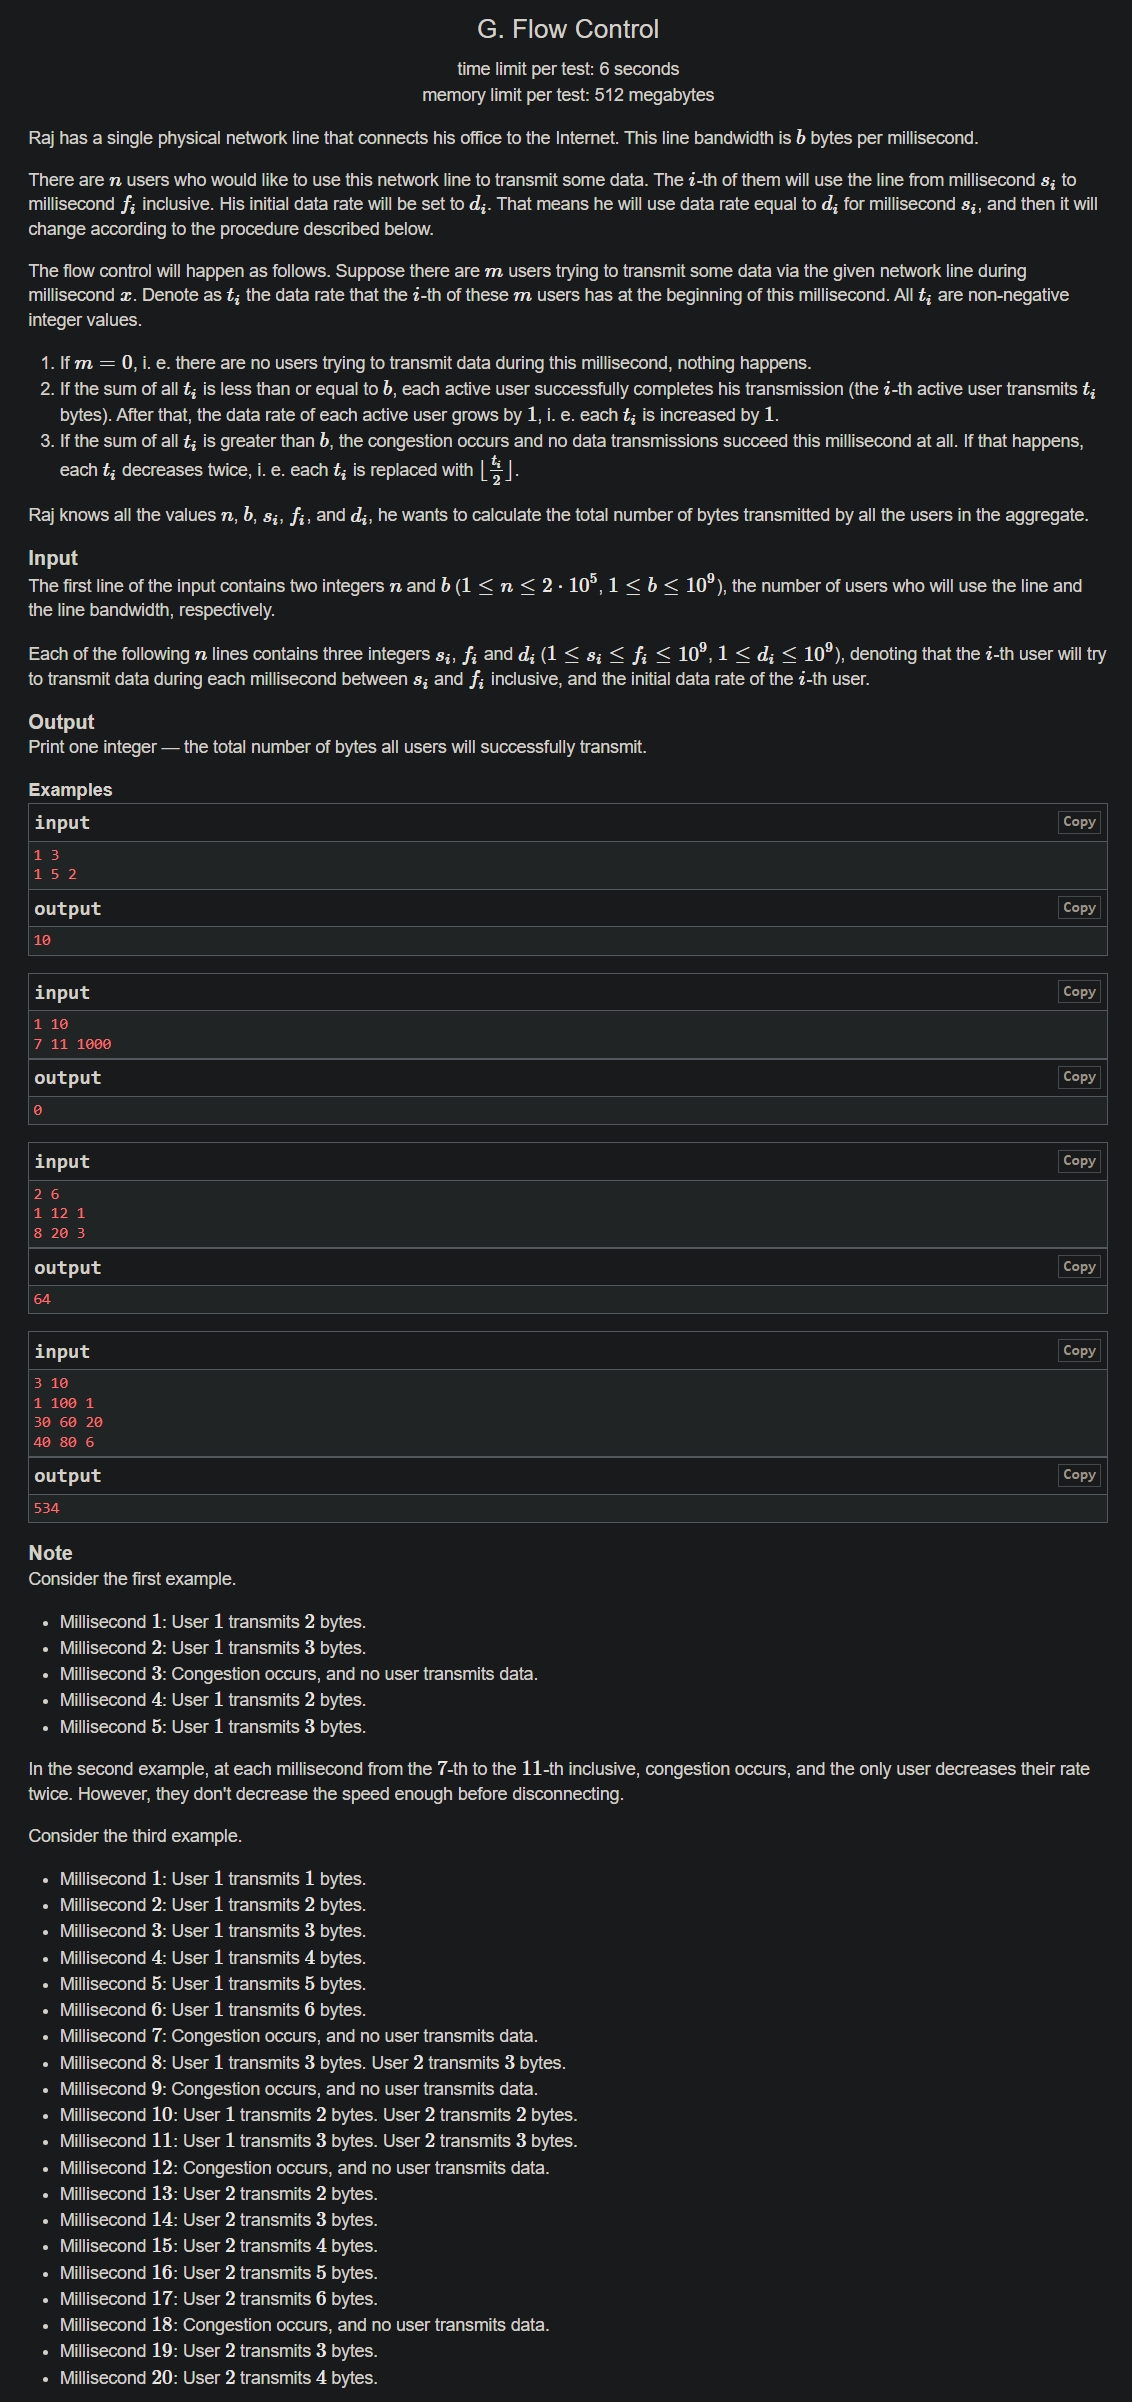 G. Flow Control
time limit per test: 6 seconds
memory limit per test: 512 megabytes
Raj has a single physical network line that connects his office to the Internet. This line bandwidth is b bytes per millisecond.
There are n users who would like to use this network line to transmit some data. The i-th of them will use the line from millisecond s_i to
millisecond f_i inclusive. His initial data rate will be set to d_i. That means he will use data rate equal to d_i for millisecond s_i, and then it will
change according to the procedure described below.
The flow control will happen as follows. Suppose there are m users trying to transmit some data via the given network line during
millisecond x. Denote as t_i the data rate that the i-th of these m users has at the beginning of this millisecond. All t_i are non-negative
integer values.
1. If m = 0, i. e. there are no users trying to transmit data during this millisecond, nothing happens.
2. If the sum of all t_i is less than or equal to b, each active user successfully completes his transmission (the i-th active user transmits t_i
bytes). After that, the data rate of each active user grows by 1, i. e. each t_i is increased by 1.
3. If the sum of all t_i is greater than b, the congestion occurs and no data transmissions succeed this millisecond at all. If that happens,
each t_i decreases twice, i. e. each t_i is replaced with ⌊t_i/2⌋.
Raj knows all the values n, b, s_i, f_i, and d_i, he wants to calculate the total number of bytes transmitted by all the users in the aggregate.
Input
The first line of the input contains two integers n and b (1 ≤ n ≤ 2 · 10^5, 1 ≤ b ≤ 10^9), the number of users who will use the line and
the line bandwidth, respectively.
Each of the following n lines contains three integers s_i, f_i and d_i (1 ≤ s_i ≤ f_i ≤ 10^9, 1 ≤ d_i ≤ 10^9), denoting that the i-th user will try
to transmit data during each millisecond between s_i and f_i inclusive, and the initial data rate of the i-th user.
Output
Print one integer — the total number of bytes all users will successfully transmit.
Examples
input Copy
1 3
1 5 2
output Copy
10
input Copy
1 10
7 11 1000
output Copy
0
input Copy
2 6
1 12 1
8 20 3
output Copy
64
input Copy
3 10
1 100 1
30 60 20
40 80 6
output Copy
534
Note
Consider the first example.
• Millisecond 1: User 1 transmits 2 bytes.
• Millisecond 2: User 1 transmits 3 bytes.
• Millisecond 3: Congestion occurs, and no user transmits data.
• Millisecond 4: User 1 transmits 2 bytes.
• Millisecond 5: User 1 transmits 3 bytes.
In the second example, at each millisecond from the 7-th to the 11-th inclusive, congestion occurs, and the only user decreases their rate
twice. However, they don't decrease the speed enough before disconnecting.
Consider the third example.
• Millisecond 1: User 1 transmits 1 bytes.
• Millisecond 2: User 1 transmits 2 bytes.
• Millisecond 3: User 1 transmits 3 bytes.
• Millisecond 4: User 1 transmits 4 bytes.
• Millisecond 5: User 1 transmits 5 bytes.
• Millisecond 6: User 1 transmits 6 bytes.
• Millisecond 7: Congestion occurs, and no user transmits data.
• Millisecond 8: User 1 transmits 3 bytes. User 2 transmits 3 bytes.
• Millisecond 9: Congestion occurs, and no user transmits data.
• Millisecond 10: User 1 transmits 2 bytes. User 2 transmits 2 bytes.
• Millisecond 11: User 1 transmits 3 bytes. User 2 transmits 3 bytes.
• Millisecond 12: Congestion occurs, and no user transmits data.
• Millisecond 13: User 2 transmits 2 bytes.
• Millisecond 14: User 2 transmits 3 bytes.
• Millisecond 15: User 2 transmits 4 bytes.
• Millisecond 16: User 2 transmits 5 bytes.
• Millisecond 17: User 2 transmits 6 bytes.
• Millisecond 18: Congestion occurs, and no user transmits data.
• Millisecond 19: User 2 transmits 3 bytes.
• Millisecond 20: User 2 transmits 4 bytes.